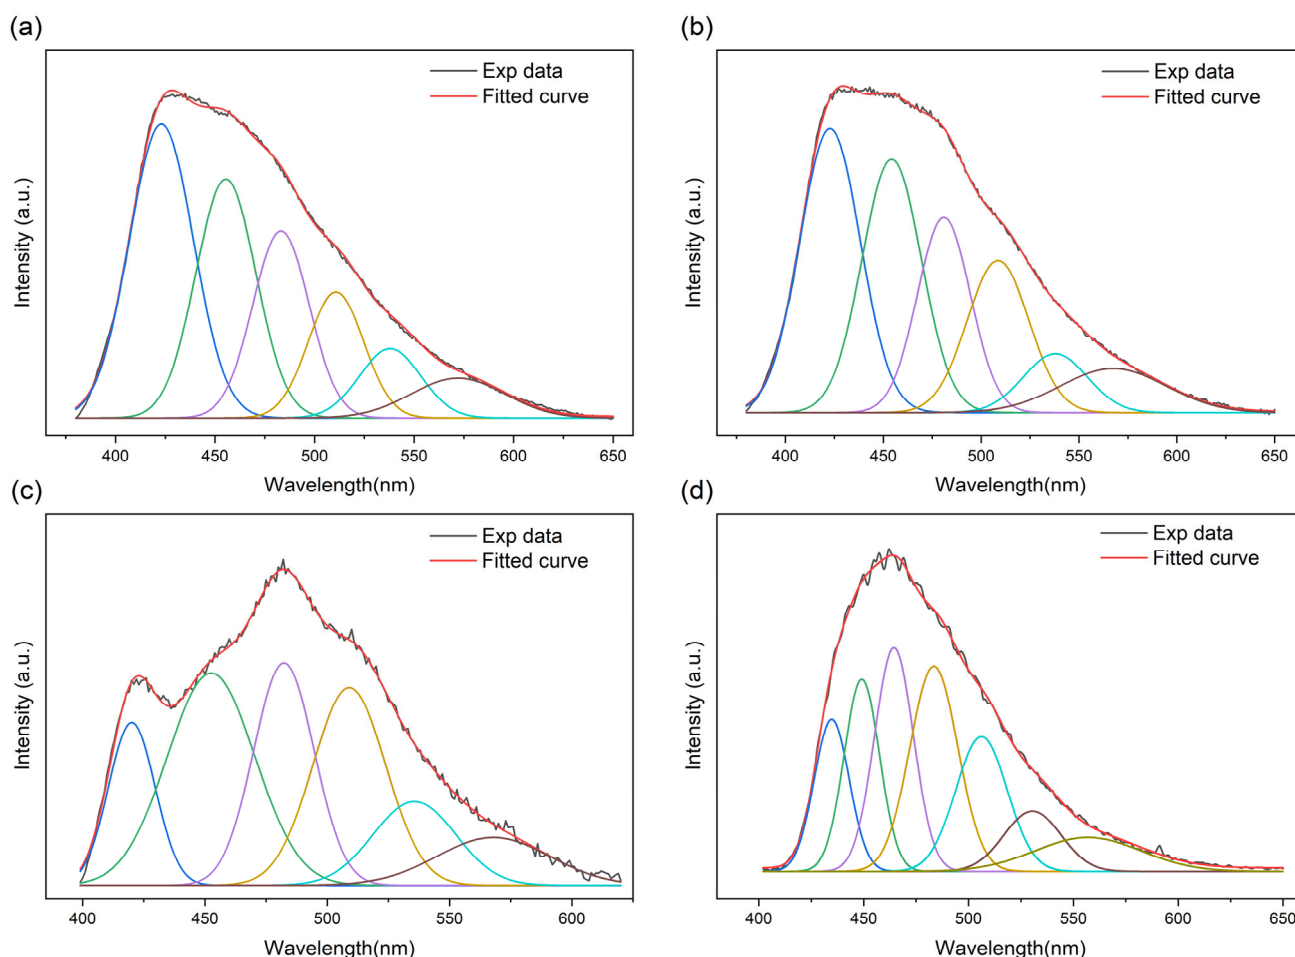 (a)
Exp data
Fitted curve
Intensity (a.u.)
400 450 500 550 600 650
Wavelength(nm)
(b)
Exp data
Fitted curve
Intensity (a.u.)
400 450 500 550 600 650
Wavelength(nm)
(c)
Exp data
Fitted curve
Intensity (a.u.)
400 450 500 550 600
Wavelength(nm)
(d)
Exp data
Fitted curve
Intensity (a.u.)
400 450 500 550 600 650
Wavelength(nm)